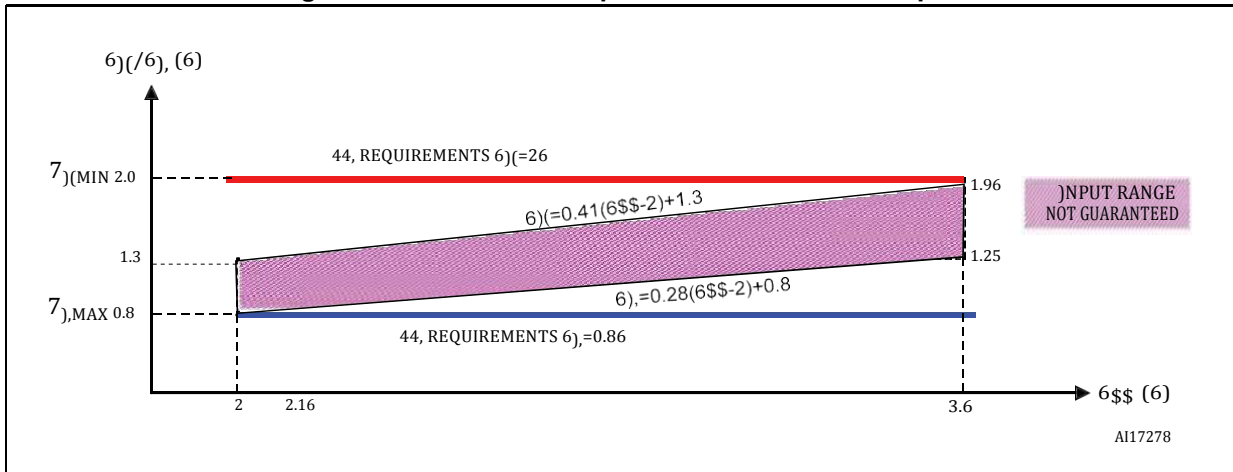 6)(/6), (6)
44, REQUIREMENTS 6)(=26
7)(MIN 2.0
6)(=0.41(6$$-2)+1.3
1.96
)NPUT RANGE
NOT GUARANTEED
1.3
1.25
6),=0.28(6$$-2)+0.8
7),MAX 0.8
44, REQUIREMENTS 6),=0.86
2
2.16
3.6
6$$ (6)
AI17278